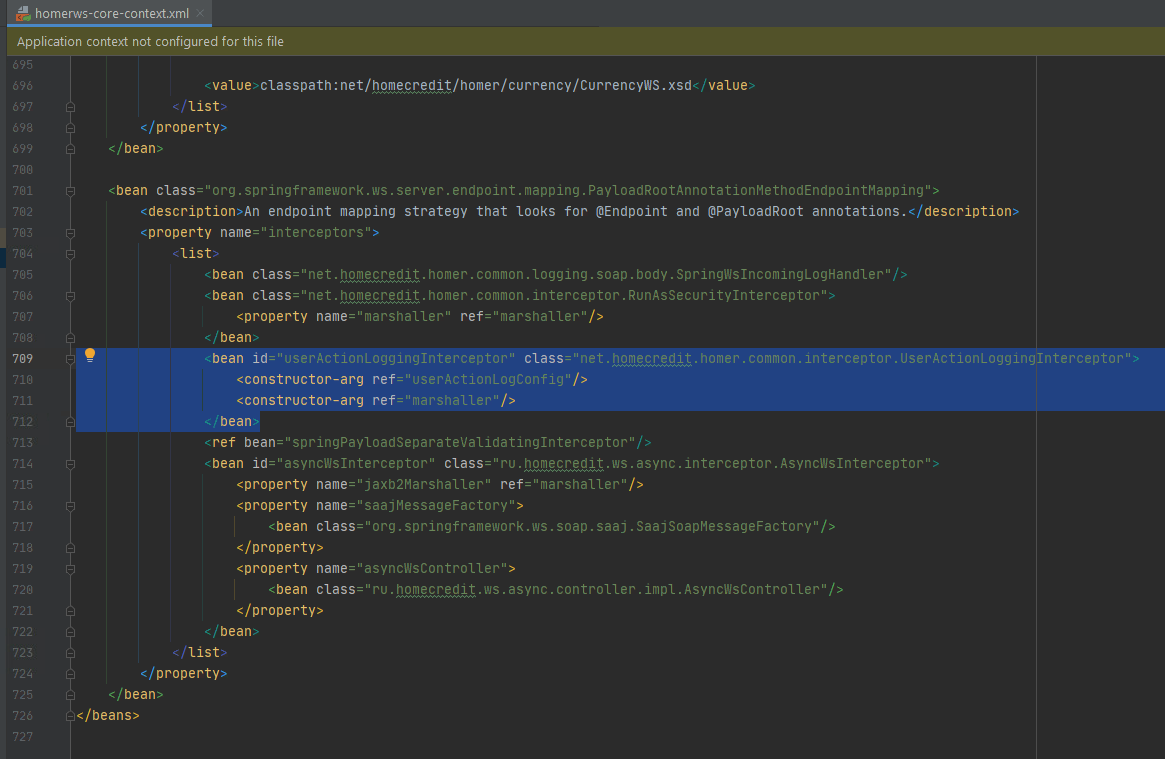 homerws-core-context.xml
Application context not configured for this file
695
696 <value>classpath:net/homecredit/homer/currency/CurrencyWS.xsd</value>
697 </list>
698 </property>
699 </bean>
700
701 <bean class="org.springframework.ws.server.endpoint.mapping.PayloadRootAnnotationMethodEndpointMapping">
702 <description>An endpoint mapping strategy that looks for @Endpoint and @PayloadRoot annotations.</description>
703 <property name="interceptors">
704 <list>
705 <bean class="net.homecredit.homer.common.logging.soap.body.SpringWsIncomingLogHandler"/>
706 <bean class="net.homecredit.homer.common.interceptor.RunAsSecurityInterceptor">
707 <property name="marshaller" ref="marshaller"/>
708 </bean>
709 <bean id="userActionLoggingInterceptor" class="net.homecredit.homer.common.interceptor.UserActionLoggingInterceptor">
710 <constructor-arg ref="userActionLogConfig"/>
711 <constructor-arg ref="marshaller"/>
712 </bean>
713 <ref bean="springPayloadSeparateValidatingInterceptor"/>
714 <bean id="asyncWsInterceptor" class="ru.homecredit.ws.async.interceptor.AsyncWsInterceptor">
715 <property name="jaxb2Marshaller" ref="marshaller"/>
716 <property name="saajMessageFactory">
717 <bean class="org.springframework.ws.soap.saaj.SaajSoapMessageFactory"/>
718 </property>
719 <property name="asyncWsController">
720 <bean class="ru.homecredit.ws.async.controller.impl.AsyncWsController"/>
721 </property>
722 </bean>
723 </list>
724 </property>
725 </bean>
726 </beans>
727